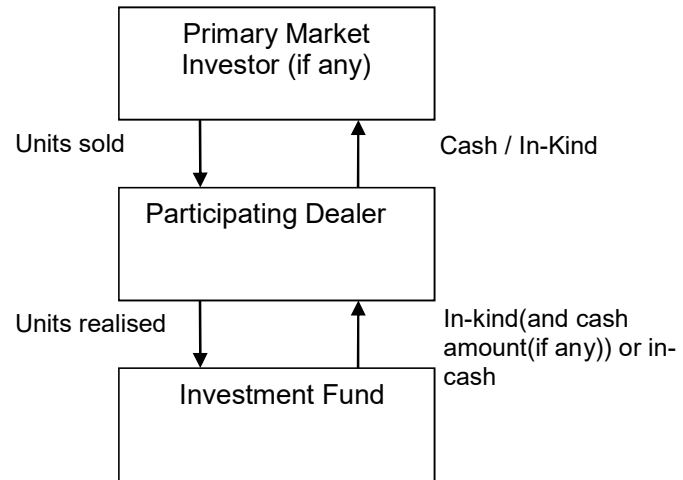 Primary Market
Investor (if any)
Units sold
Cash / In-Kind
Participating Dealer
Units realised
In-kind(and cash
amount(if any)) or in-
cash
Investment Fund